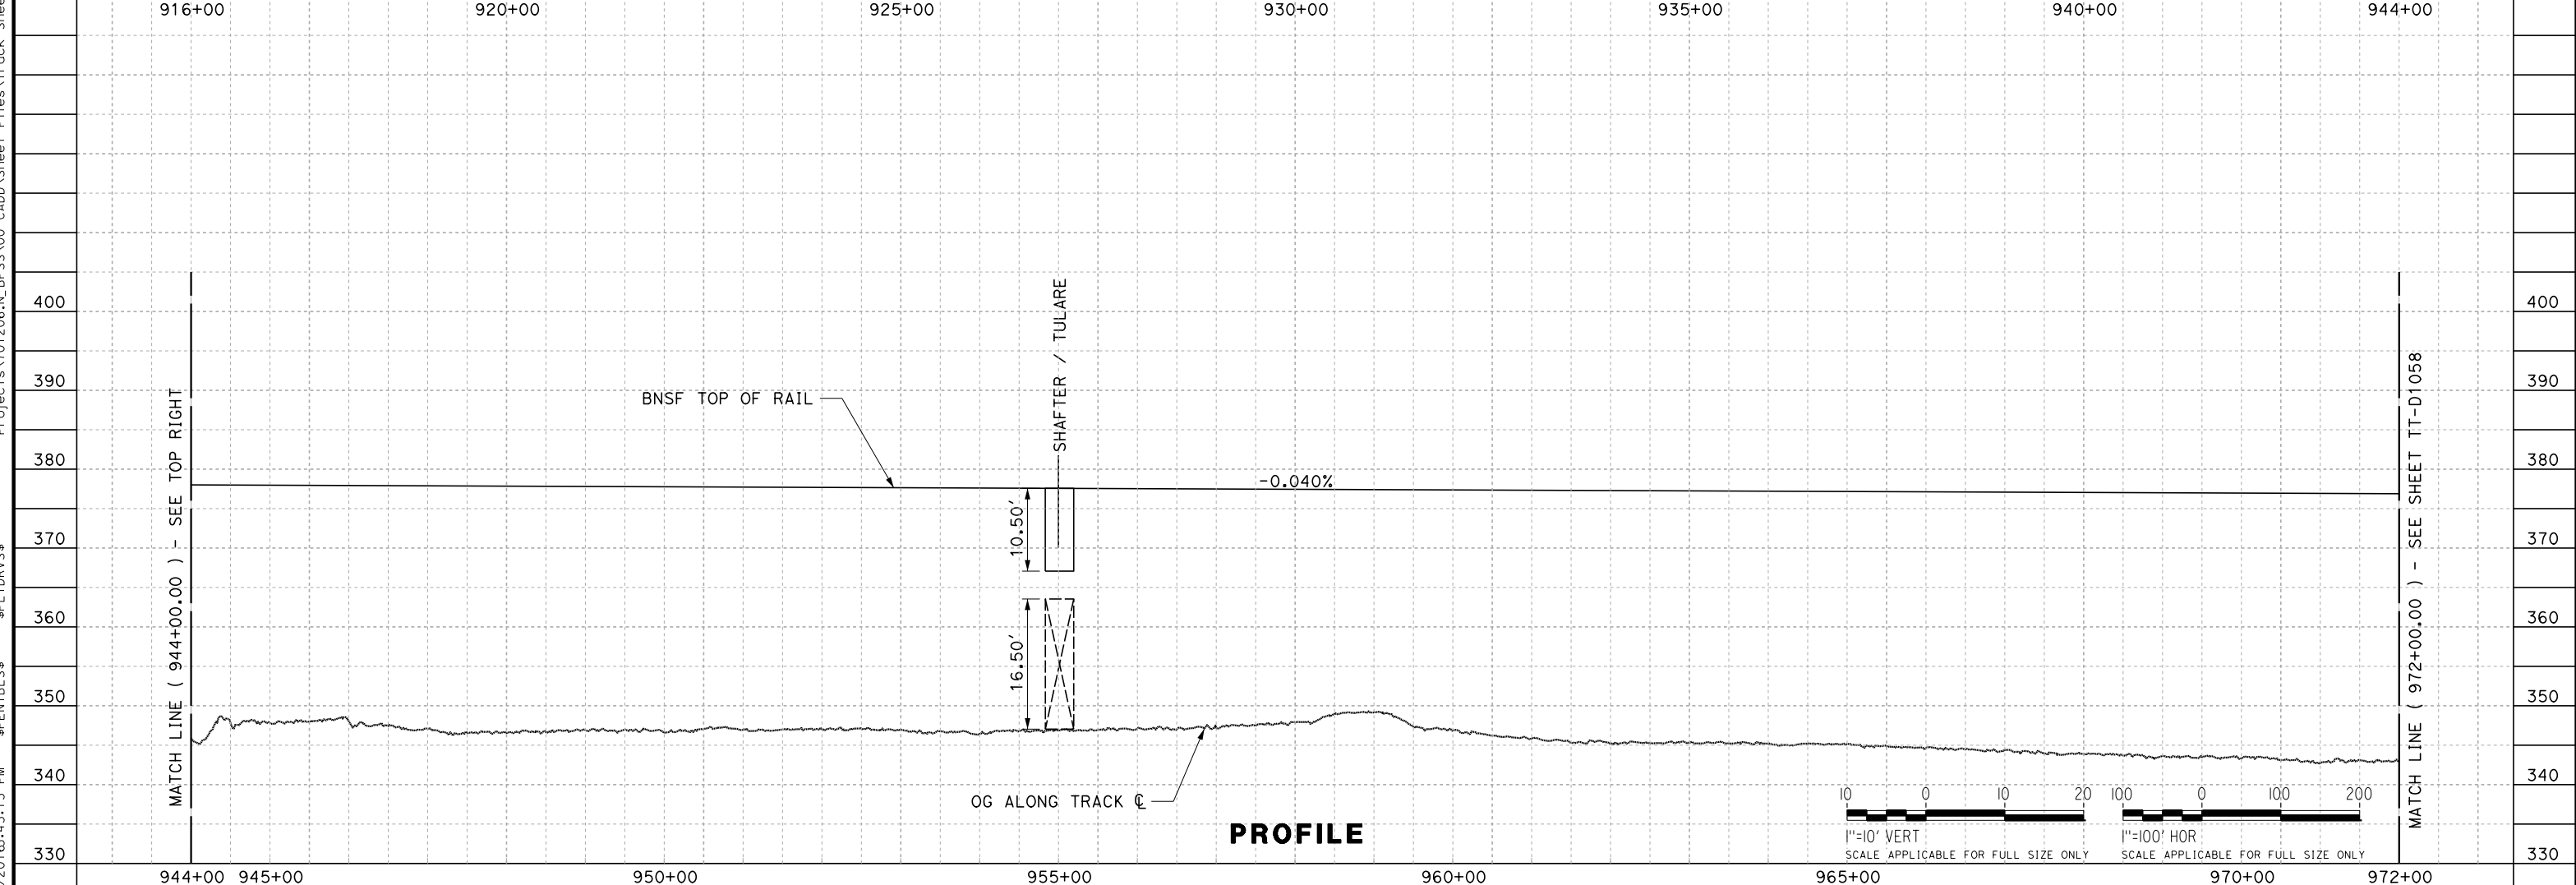 916+00 920+00 925+00 930+00 935+00 940+00 944+00
400 400
390 390
380 380
370 370
360 360
350 350
340 340
330 330
MATCH LINE ( 944+00.00 ) - SEE TOP RIGHT
BNSF TOP OF RAIL
SHAFTER / TULARE
-0.040%
10.50'
16.50'
OG ALONG TRACK ℄
MATCH LINE ( 972+00.00 ) - SEE SHEET TT-D1058
PROFILE
10 0 10 20
1"=10' VERT
SCALE APPLICABLE FOR FULL SIZE ONLY
100 0 100 200
1"=100' HOR
SCALE APPLICABLE FOR FULL SIZE ONLY
944+00 945+00 950+00 955+00 960+00 965+00 970+00 972+00